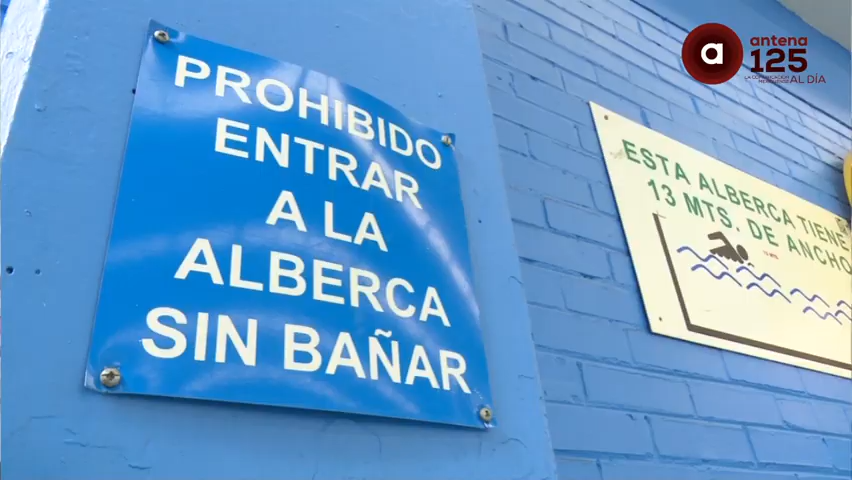 PROHIBIDO
ENTRAR
A LA
ALBERCA
SIN BAÑAR
antena
125
AL DÍA
ESTA ALBERCA TIENE
13 MTS. DE ANCHO